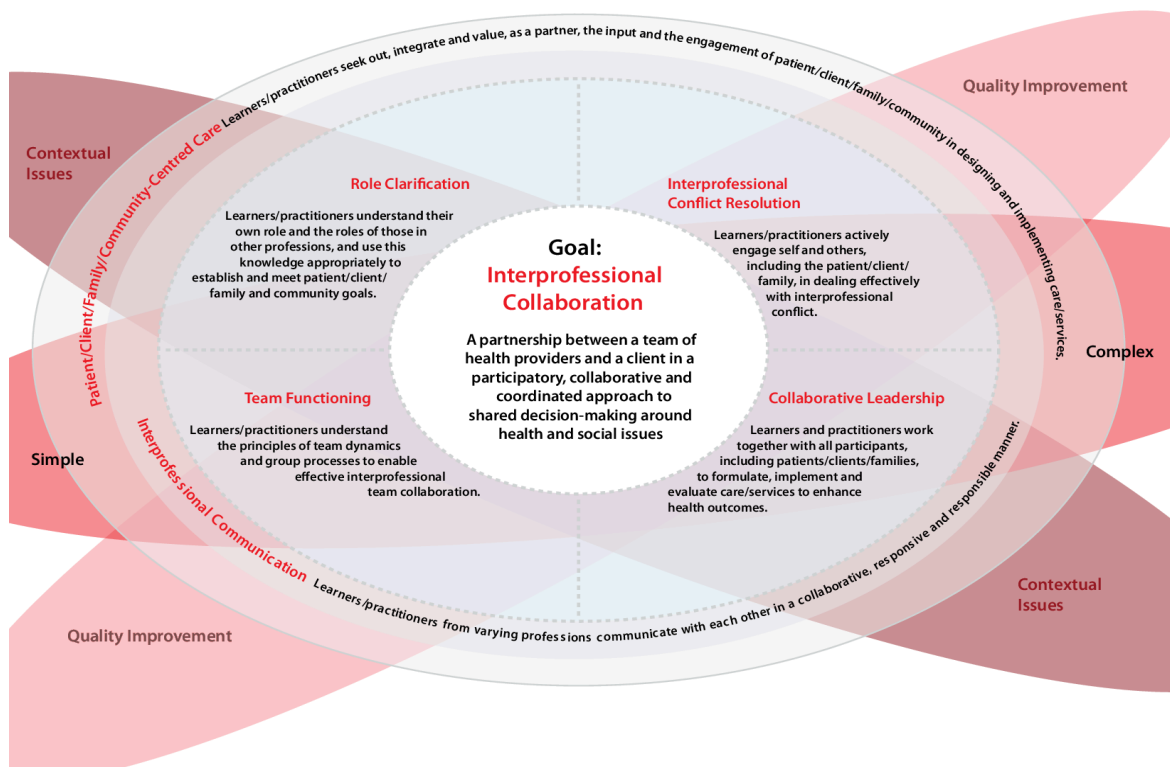 Patient/Client/Family/Community-Centred Care Learners/practitioners seek out, integrate and value, as a partner, the input and the engagement of patient/client/family/community in designing and implementing care/services.
Quality Improvement
Contextual
Issues
Role Clarification
Learners/practitioners understand their
own role and the roles of those in
other professions, and use this
knowledge appropriately to
establish and meet patient/client/
family and community goals.
Interprofessional
Conflict Resolution
Learners/practitioners actively
engage self and others,
including the patient/client/
family, in dealing effectively
with interprofessional
conflict.
Goal:
Interprofessional
Collaboration
A partnership between a team of
health providers and a client in a
participatory, collaborative and
coordinated approach to
shared decision-making around
health and social issues
Simple
Complex
Team Functioning
Learners/practitioners understand
the principles of team dynamics
and group processes to enable
effective interprofessional
team collaboration.
Collaborative Leadership
Learners and practitioners work
together with all participants,
including patients/clients/families,
to formulate, implement and
evaluate care/services to enhance
health outcomes.
Interprofessional Communication Learners/practitioners from varying professions communicate with each other in a collaborative, responsive and responsible manner.
Quality Improvement
Contextual
Issues